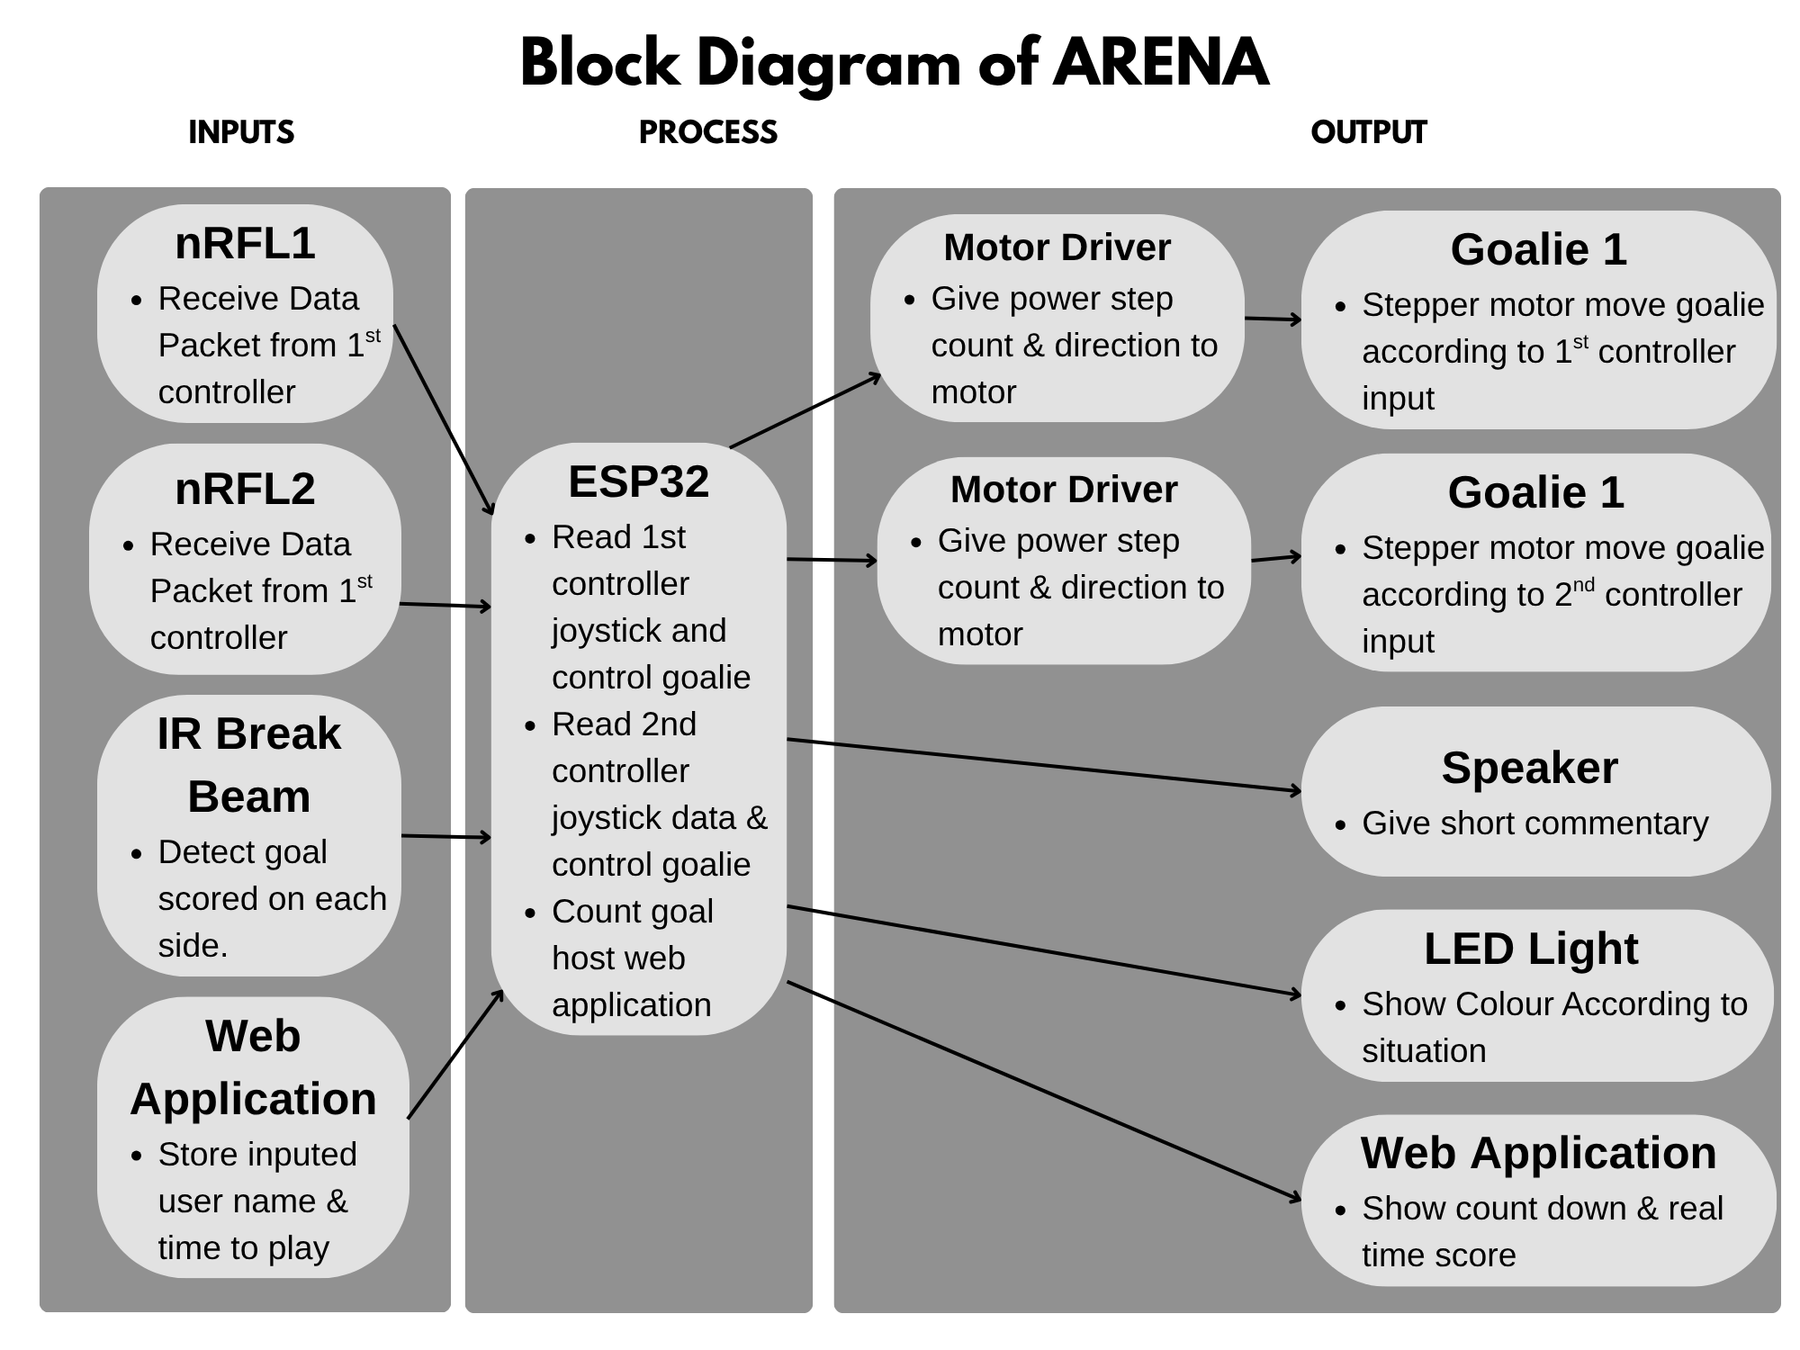 Block Diagram of ARENA
INPUTS
PROCESS
OUTPUT
nRFL1
• Receive Data
Packet from 1st
controller
nRFL2
• Receive Data
Packet from 1st
controller
IR Break
Beam
• Detect goal
scored on each
side.
Web
Application
• Store inputed
user name &
time to play
ESP32
• Read 1st
controller
joystick and
control goalie
• Read 2nd
controller
joystick data &
control goalie
• Count goal
host web
application
Motor Driver
• Give power step
count & direction to
motor
Goalie 1
• Stepper motor move goalie
according to 1st controller
input
Motor Driver
• Give power step
count & direction to
motor
Goalie 1
• Stepper motor move goalie
according to 2nd controller
input
Speaker
• Give short commentary
LED Light
• Show Colour According to
situation
Web Application
• Show count down & real
time score